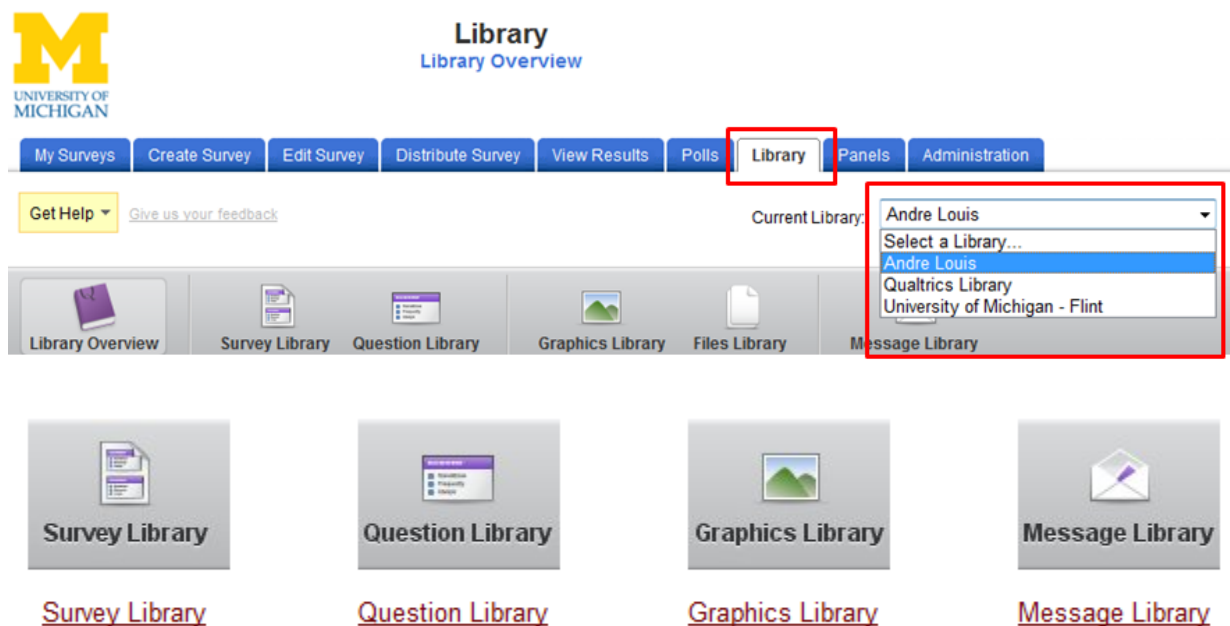 Library
Library Overview
UNIVERSITY OF
MICHIGAN
My Surveys Create Survey Edit Survey Distribute Survey View Results Polls Library Panels Administration
Get Help Give us your feedback Current Library: Andre Louis
Select a Library...
Andre Louis
Qualtrics Library
University of Michigan - Flint
Library Overview Survey Library Question Library Graphics Library Files Library Message Library
Survey Library Question Library Graphics Library Message Library
Survey Library Question Library Graphics Library Message Library